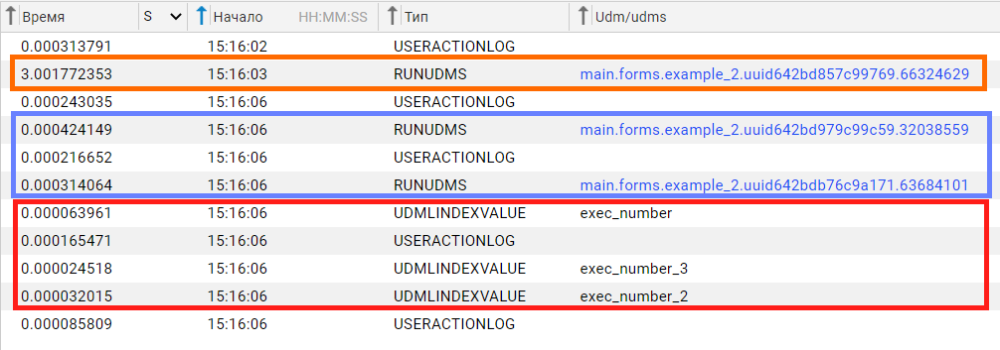 Время S Начало HH:MM:SS Тип Udm/udms
0.000313791 15:16:02 USERACTIONLOG
3.001772353 15:16:03 RUNUDMS main.forms.example_2.uuid642bd857c99769.66324629
0.000243035 15:16:06 USERACTIONLOG
0.000424149 15:16:06 RUNUDMS main.forms.example_2.uuid642bd979c99c59.32038559
0.000216652 15:16:06 USERACTIONLOG
0.000314064 15:16:06 RUNUDMS main.forms.example_2.uuid642bdb76c9a171.63684101
0.000063961 15:16:06 UDMLINDEXVALUE exec_number
0.000165471 15:16:06 USERACTIONLOG
0.000024518 15:16:06 UDMLINDEXVALUE exec_number_3
0.000032015 15:16:06 UDMLINDEXVALUE exec_number_2
0.000085809 15:16:06 USERACTIONLOG